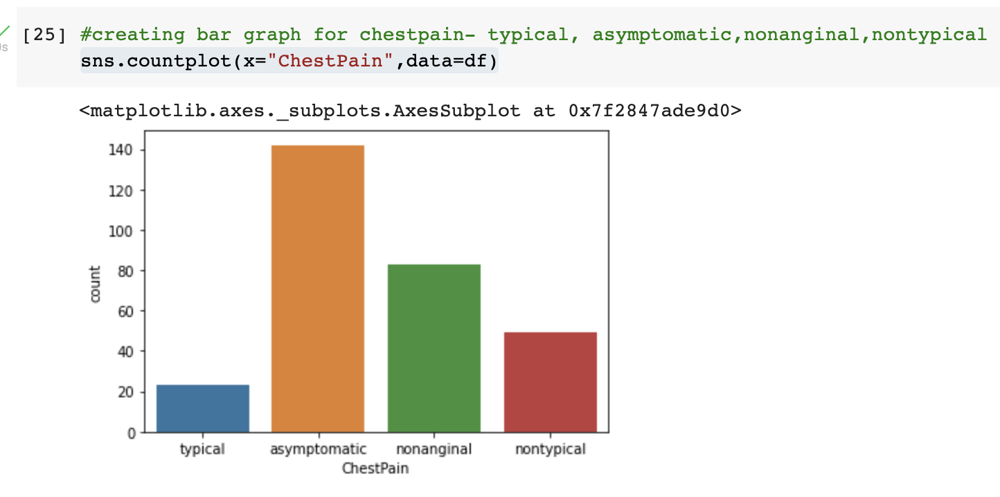 [25] #creating bar graph for chestpain- typical, asymptomatic,nonanginal,nontypical
0s
sns.countplot(x="ChestPain",data=df)
<matplotlib.axes._subplots.AxesSubplot at 0x7f2847ade9d0>
140
120
100
80
60
40
20
0
count
typical asymptomatic nonanginal nontypical
ChestPain